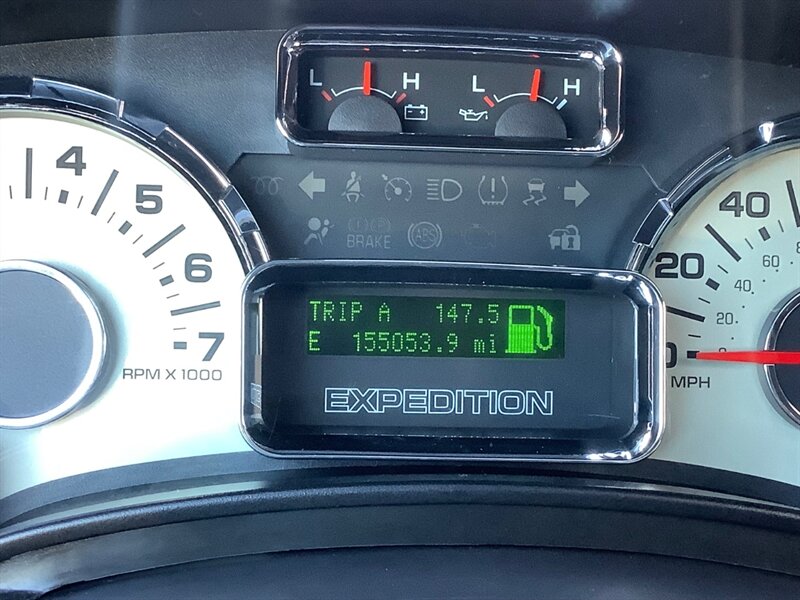 L H
L H
4
5
6
7
RPM X 1000
BRAKE
ABS
TRIP A 147.5
E 155053.9 mi
EXPEDITION
40
20
0
60
40
20
0
MPH